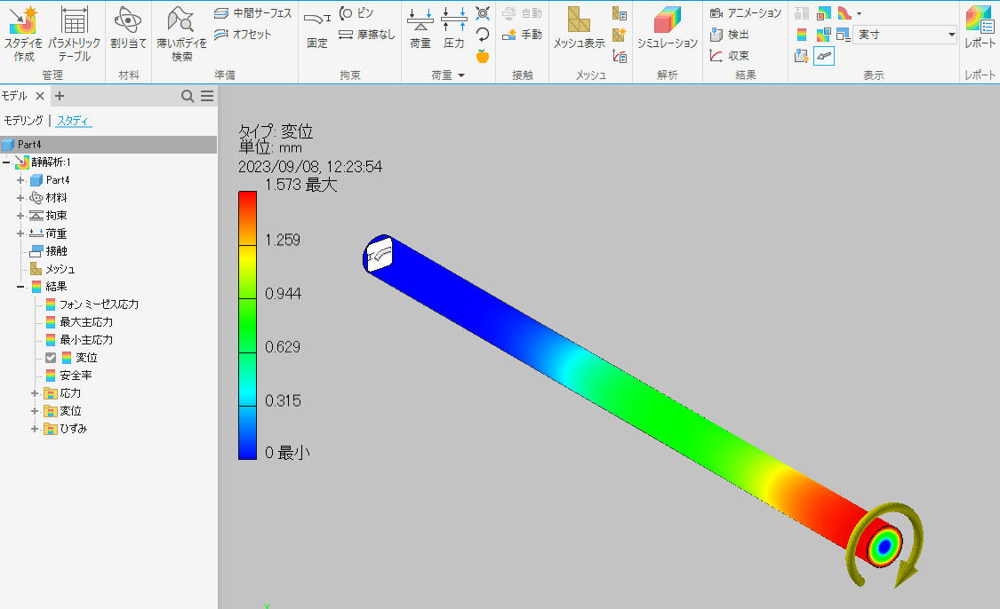 スタディを作成
パラメトリックテーブル
管理
割り当て
材料
薄いボディを検索
中間サーフェス
オフセット
準備
固定
ピン
摩擦なし
拘束
荷重
圧力
荷重
自動
手動
接触
メッシュ表示
メッシュ
シミュレーション
解析
アニメーション
検出
収束
結果
実寸
表示
レポート
レポート
モデル
モデリング | スタディ
Part4
静解析:1
Part4
材料
拘束
荷重
接触
メッシュ
結果
フォン ミーゼス応力
最大主応力
最小主応力
変位
安全率
応力
変位
ひずみ
タイプ: 変位
単位: mm
2023/09/08, 12:23:54
1.573 最大
1.259
0.944
0.629
0.315
0 最小
Y